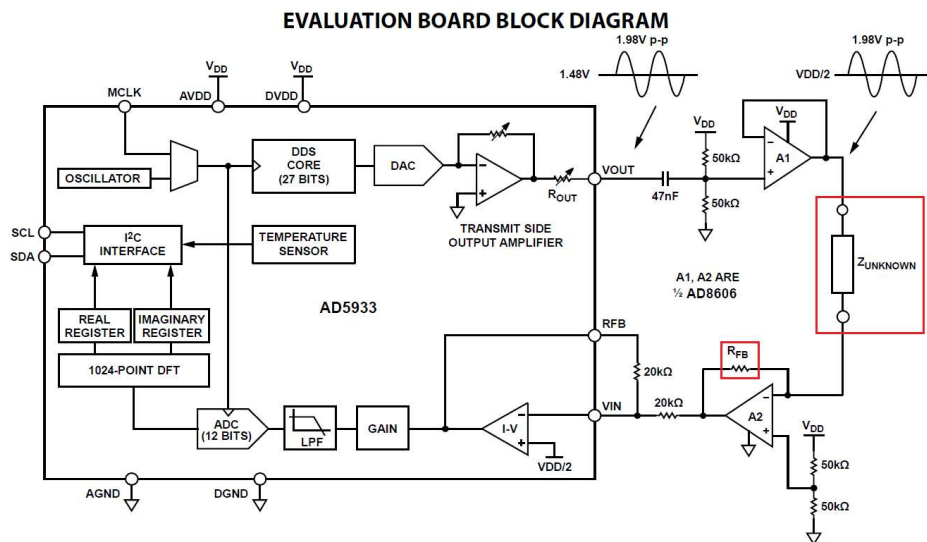 EVALUATION BOARD BLOCK DIAGRAM
1.98V p-p
1.98V p-p
1.48V
VDD/2
VDD
VDD
MCLK
AVDD
DVDD
VDD
DDS
CORE
(27 BITS)
DAC
OSCILLATOR
ROUT
VOUT
47nF
50kΩ
50kΩ
A1
TRANSMIT SIDE
OUTPUT AMPLIFIER
SCL
SDA
I2C
INTERFACE
TEMPERATURE
SENSOR
ZUNKNOWN
A1, A2 ARE
½ AD8606
AD5933
REAL
REGISTER
IMAGINARY
REGISTER
1024-POINT DFT
RFB
RFB
20kΩ
20kΩ
VIN
A2
VDD
50kΩ
50kΩ
ADC
(12 BITS)
LPF
GAIN
I-V
VDD/2
AGND
DGND